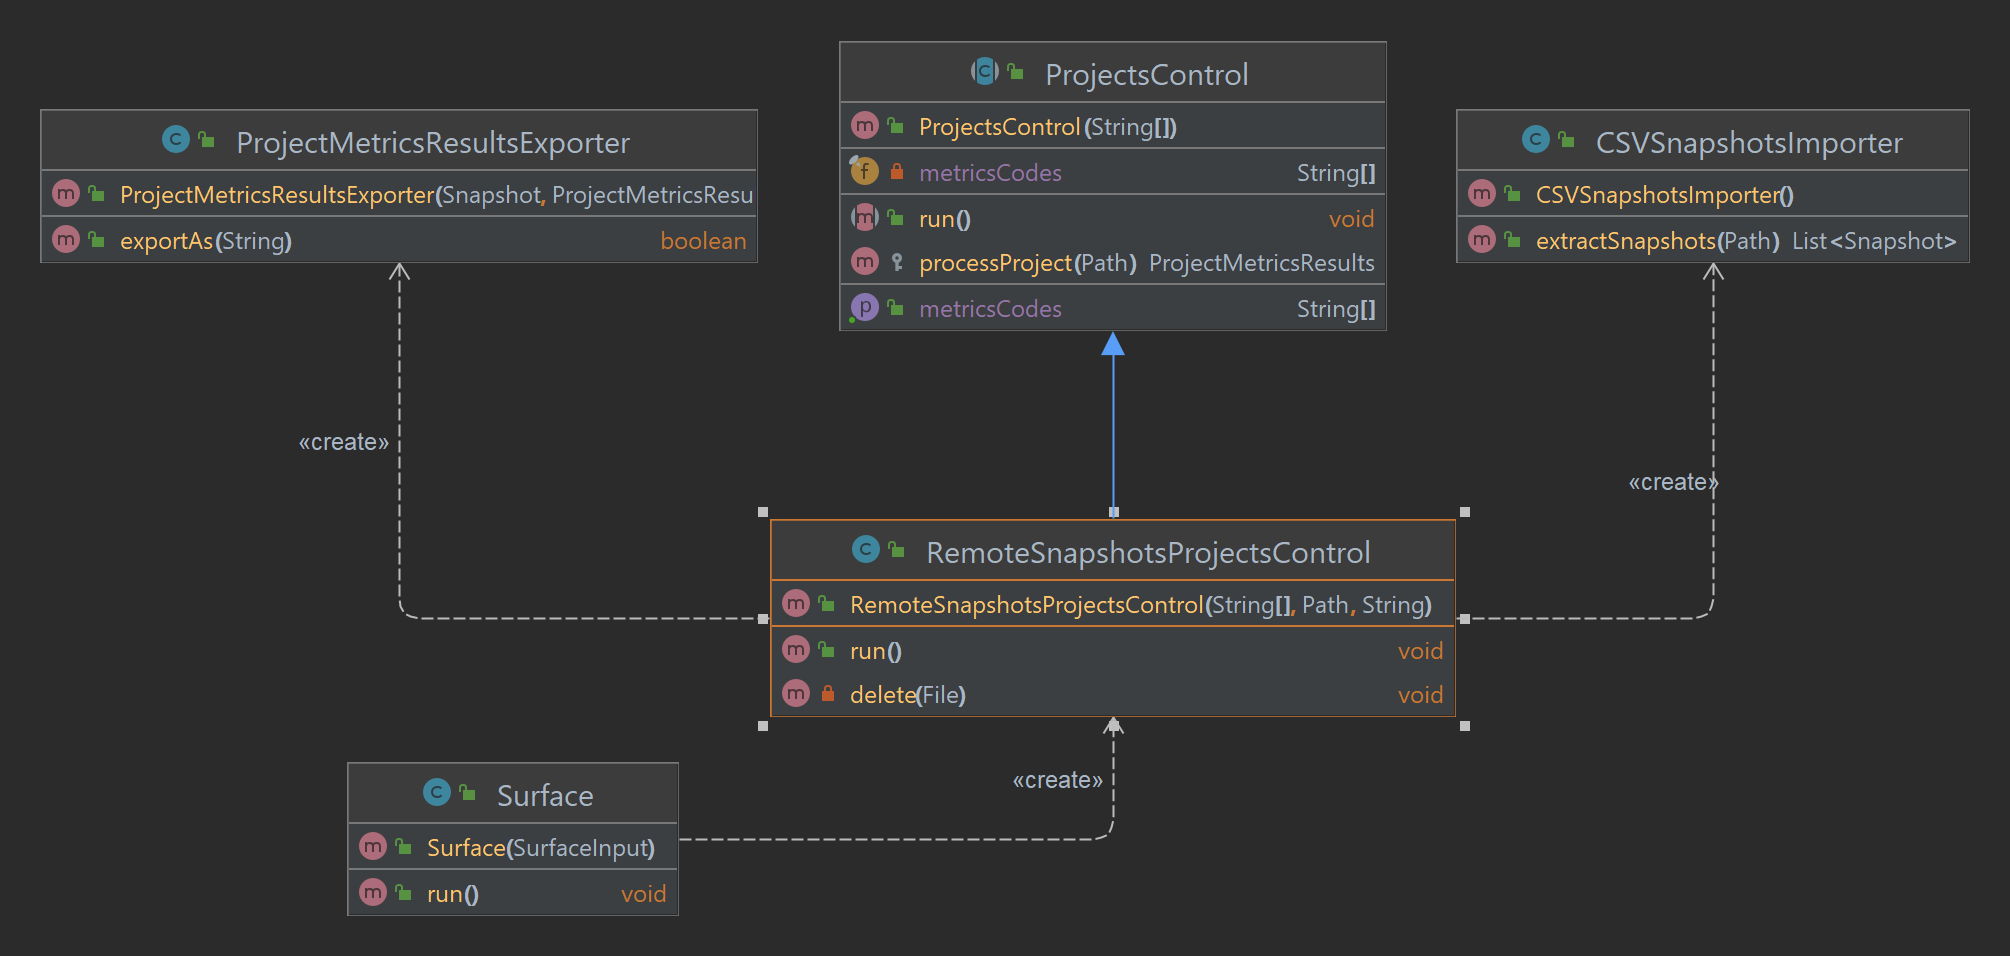 ProjectMetricsResultsExporter
ProjectMetricsResultsExporter(Snapshot, ProjectMetricsResu
exportAs(String) boolean
ProjectsControl
ProjectsControl(String[])
metricsCodes String[]
run() void
processProject(Path) ProjectMetricsResults
metricsCodes String[]
CSVSnapshotsImporter
CSVSnapshotsImporter()
extractSnapshots(Path) List<Snapshot>
«create»
«create»
RemoteSnapshotsProjectsControl
RemoteSnapshotsProjectsControl(String[], Path, String)
run() void
delete(File) void
«create»
Surface
Surface(SurfaceInput)
run() void